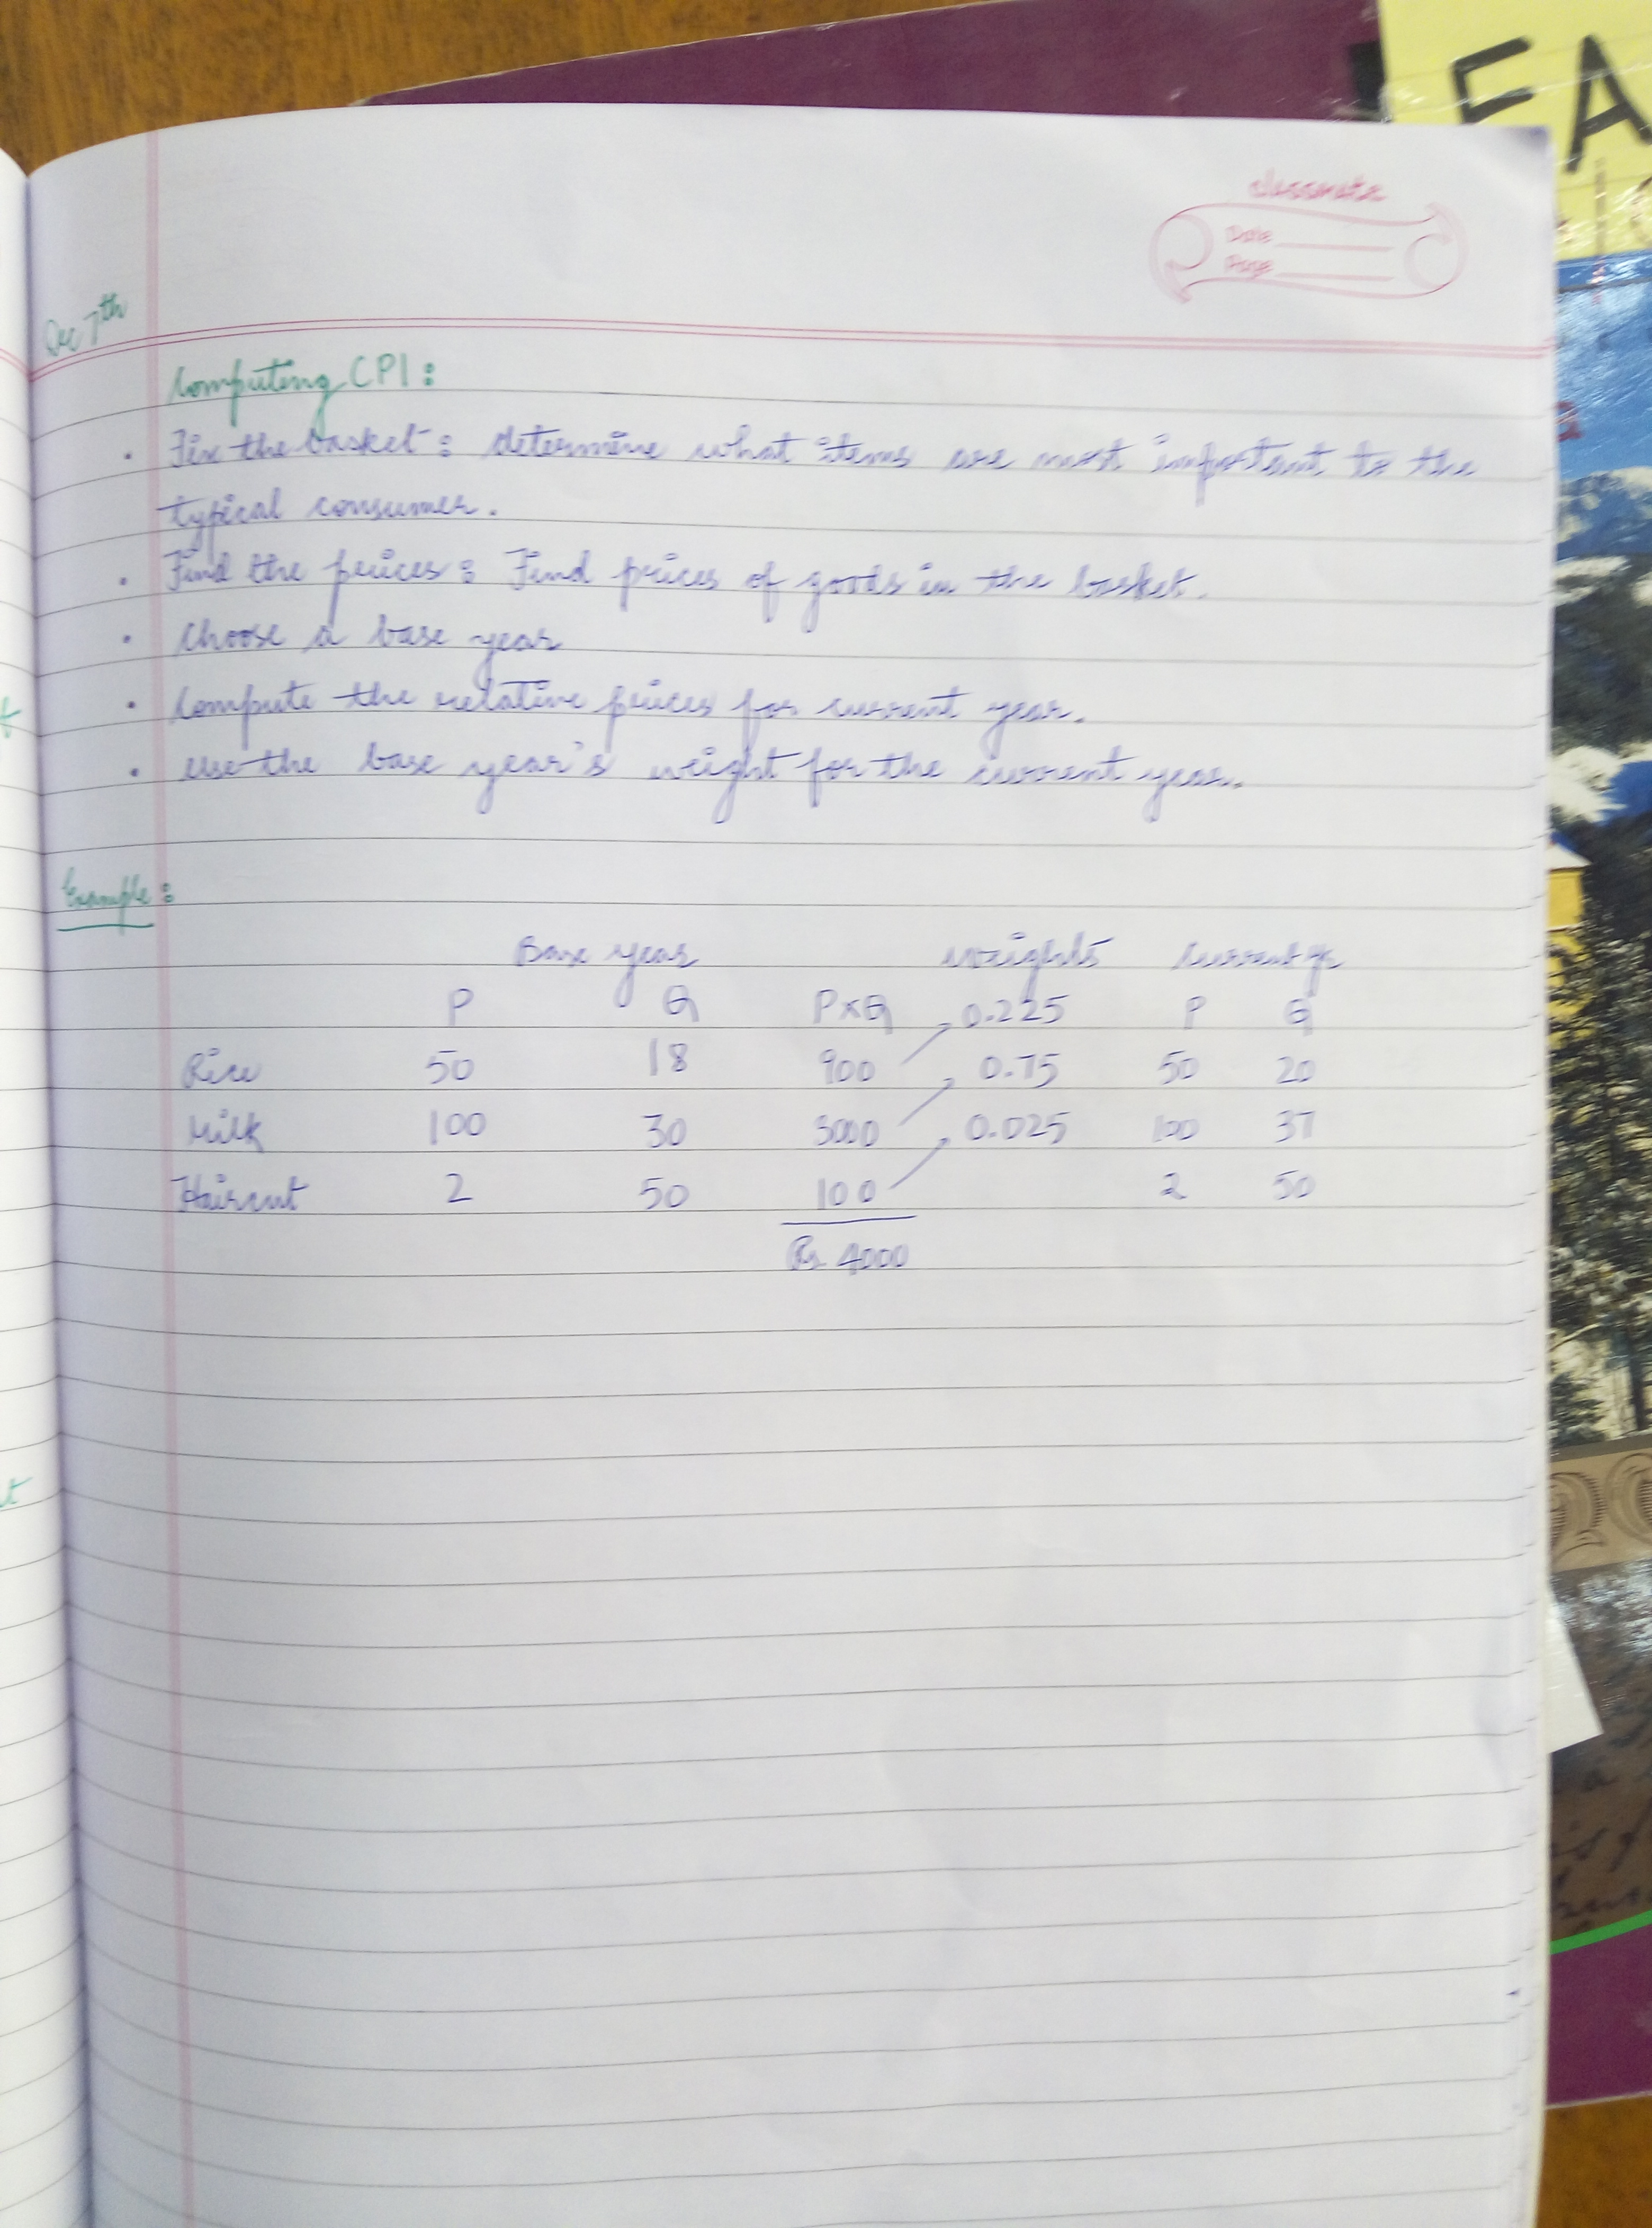 FA
classmate
Date
Page
Dec 7th
Computing CPI:
• Fix the basket: determine what items are most important to the
typical consumer.
• Find the prices: Find prices of goods in the basket.
• Choose a base year
• Compute the relative prices for current year.
• Use the base year's weight for the current year.
Example:
Base year weights Current yr
P Q PxQ 0.225 P Q
Rice 50 18 900 0.75 50 20
Milk 100 30 3000 0.025 100 37
Haircut 2 50 100 2 50
Rs. 4000